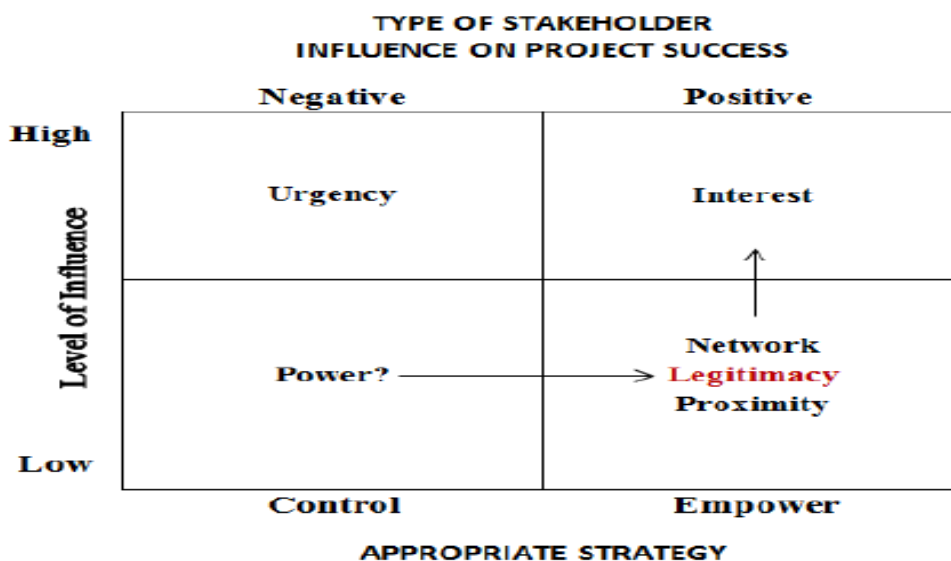 TYPE OF STAKEHOLDER
INFLUENCE ON PROJECT SUCCESS
Negative
Positive
High
Urgency
Interest
Level of Influence
Network
Power?
Legitimacy
Proximity
Low
Control
Empower
APPROPRIATE STRATEGY